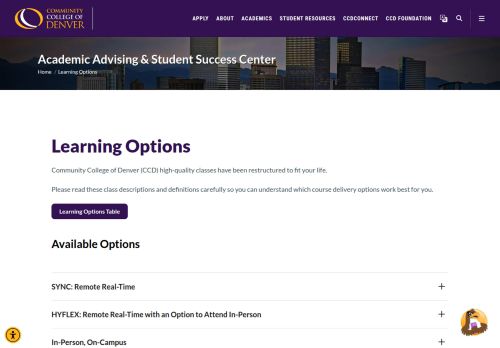 COMMUNITY
COLLEGE OF
DENVER
APPLY ABOUT ACADEMICS STUDENT RESOURCES CCDCONNECT CCD FOUNDATION
Academic Advising & Student Success Center
Home / Learning Options
Learning Options
Community College of Denver (CCD) high-quality classes have been restructured to fit your life.
Please read these class descriptions and definitions carefully so you can understand which course delivery options work best for you.
Learning Options Table
Available Options
SYNC: Remote Real-Time
HYFLEX: Remote Real-Time with an Option to Attend In-Person
In-Person, On-Campus